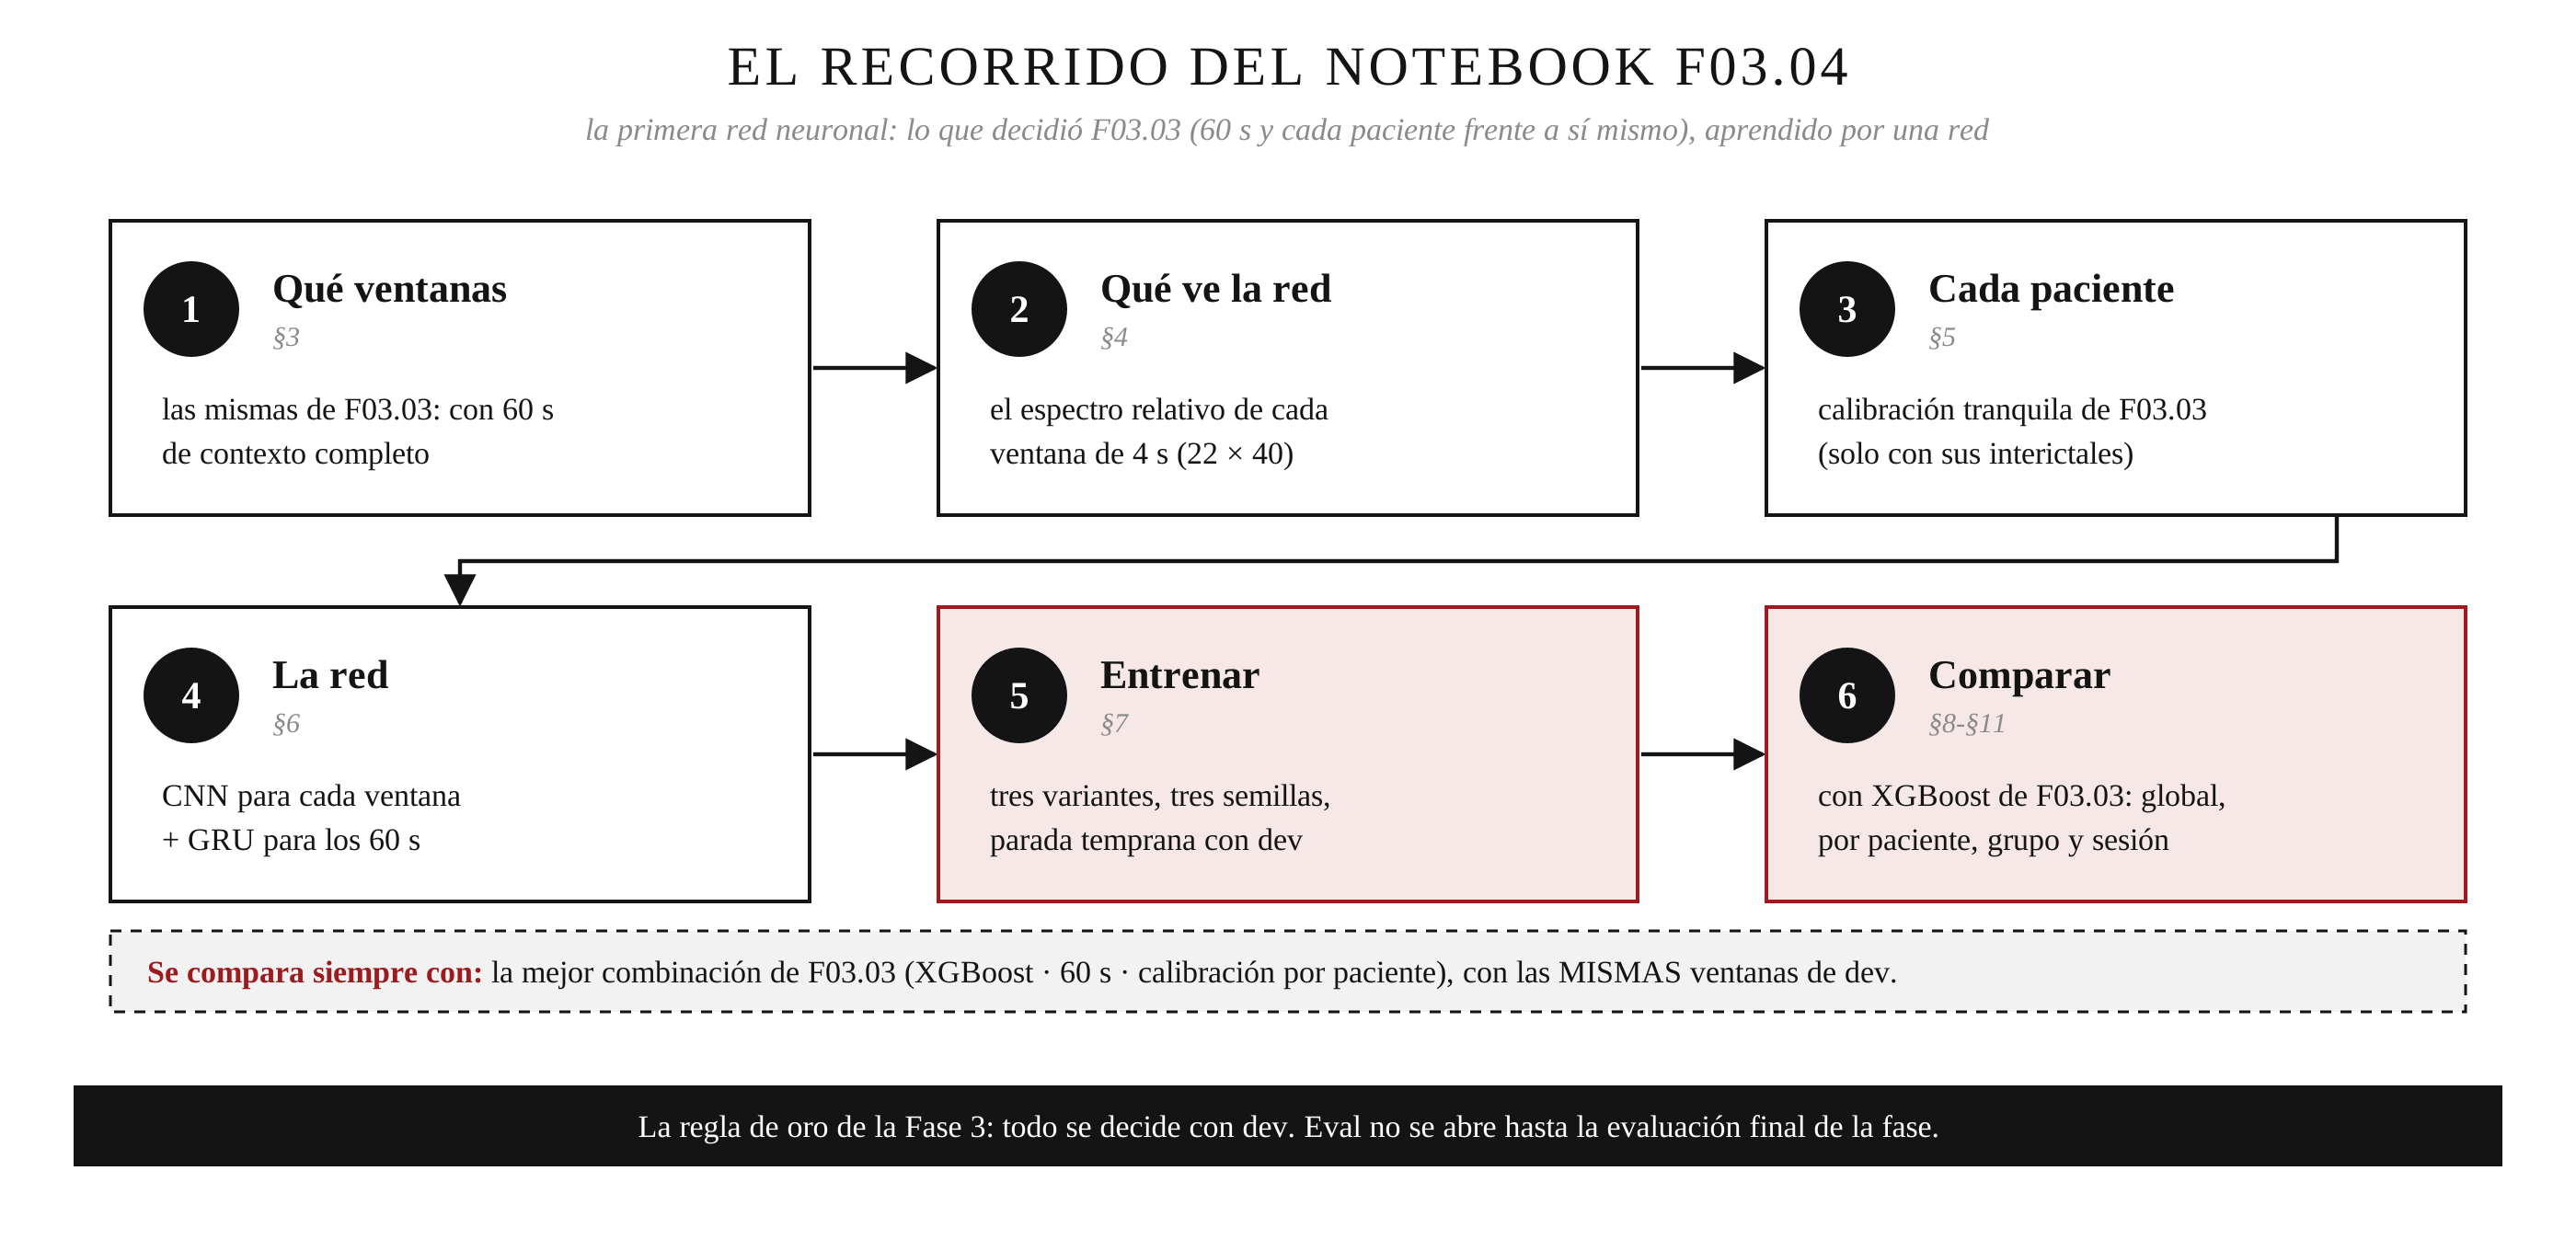 EL RECORRIDO DEL NOTEBOOK F03.04
la primera red neuronal: lo que decidió F03.03 (60 s y cada paciente frente a sí mismo), aprendido por una red
1
Qué ventanas
§3
las mismas de F03.03: con 60 s
de contexto completo
2
Qué ve la red
§4
el espectro relativo de cada
ventana de 4 s (22 × 40)
3
Cada paciente
§5
calibración tranquila de F03.03
(solo con sus interictales)
4
La red
§6
CNN para cada ventana
+ GRU para los 60 s
5
Entrenar
§7
tres variantes, tres semillas,
parada temprana con dev
6
Comparar
§8-§11
con XGBoost de F03.03: global,
por paciente, grupo y sesión
Se compara siempre con: la mejor combinación de F03.03 (XGBoost · 60 s · calibración por paciente), con las MISMAS ventanas de dev.
La regla de oro de la Fase 3: todo se decide con dev. Eval no se abre hasta la evaluación final de la fase.